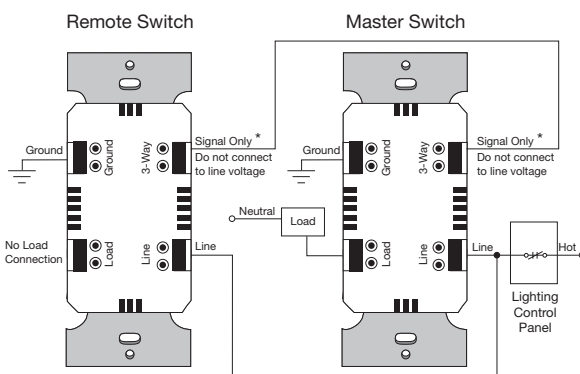 Remote Switch
Master Switch
Ground
Ground
3-Way
Signal Only *
Do not connect
to line voltage
Ground
Ground
3-Way
Signal Only *
Do not connect
to line voltage
No Load
Connection
Load
Line
Line
Neutral
Load
Load
Line
Line
Hot
Lighting
Control
Panel